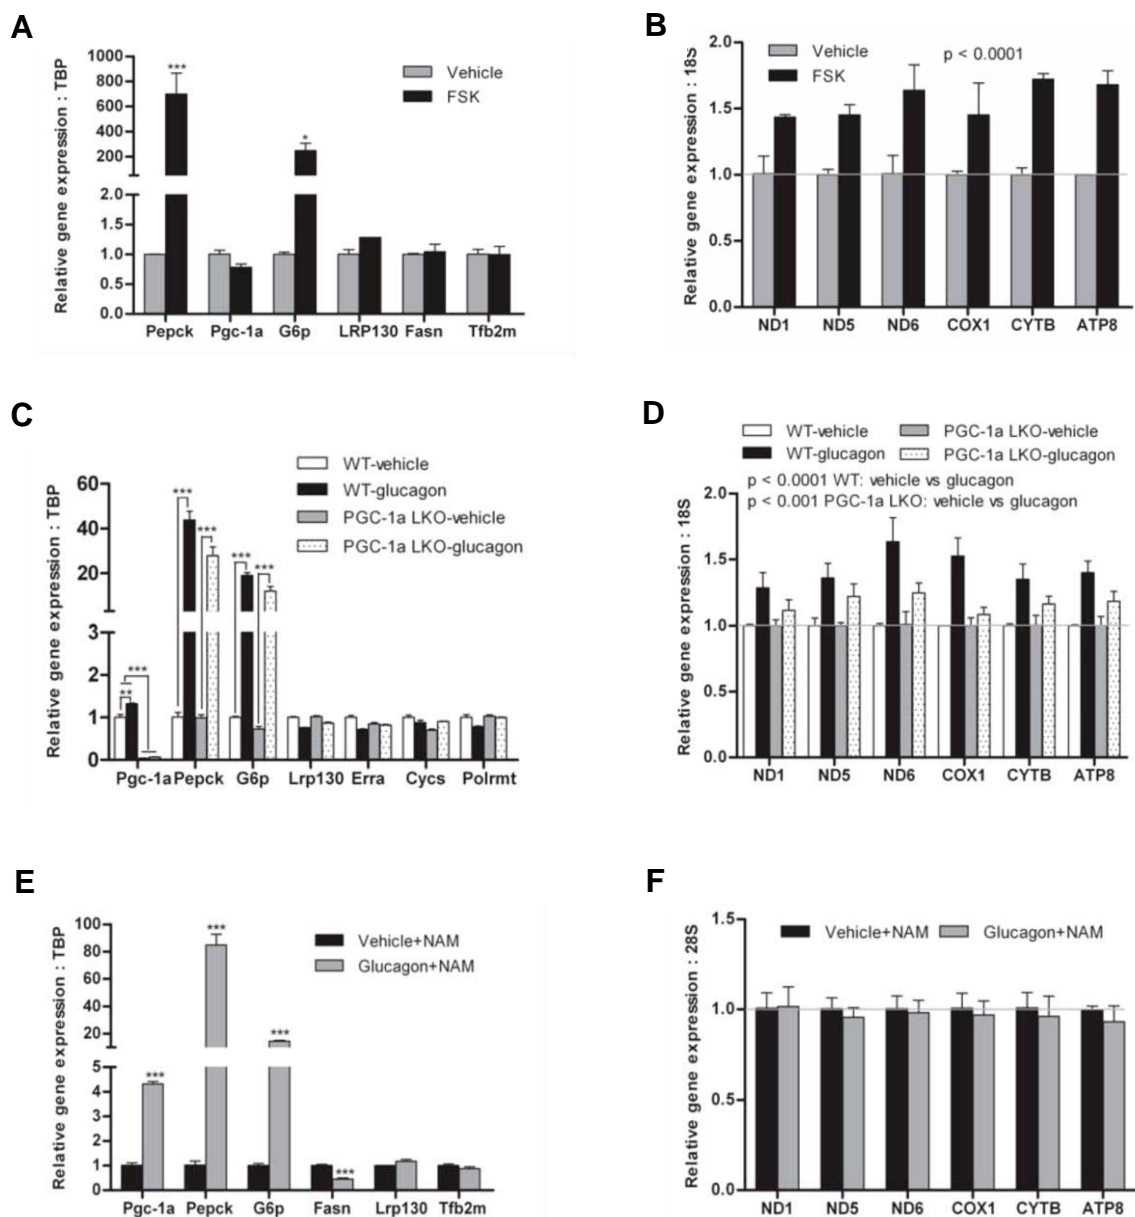 A
Relative gene expression : TBP
1000
800
600
400
200
2.0
1.5
1.0
0.5
0.0
***
*
Vehicle
FSK
Pepck Pgc-1a G6p LRP130 Fasn Tfb2m
B
Relative gene expression : 18S
2.0
1.5
1.0
0.5
0.0
Vehicle
FSK
p < 0.0001
ND1 ND5 ND6 COX1 CYTB ATP8
C
Relative gene expression : TBP
60
40
20
3
2
1
0
WT-vehicle
WT-glucagon
PGC-1a LKO-vehicle
PGC-1a LKO-glucagon
***
***
***
***
***
**
Pgc-1a Pepck G6p Lrp130 Erra Cycs Polrmt
D
WT-vehicle PGC-1a LKO-vehicle
WT-glucagon PGC-1a LKO-glucagon
p < 0.0001 WT: vehicle vs glucagon
p < 0.001 PGC-1a LKO: vehicle vs glucagon
Relative gene expression : 18S
2.0
1.5
1.0
0.5
0.0
ND1 ND5 ND6 COX1 CYTB ATP8
E
Relative gene expression : TBP
100
80
60
40
20
5
4
3
2
1
0
Vehicle+NAM
Glucagon+NAM
***
***
***
***
Pgc-1a Pepck G6p Fasn Lrp130 Tfb2m
F
Relative gene expression : 28S
1.5
1.0
0.5
0.0
Vehicle+NAM Glucagon+NAM
ND1 ND5 ND6 COX1 CYTB ATP8